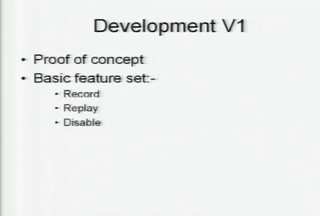 Development V1
• Proof of concept
• Basic feature set:-
• Record
• Replay
• Disable